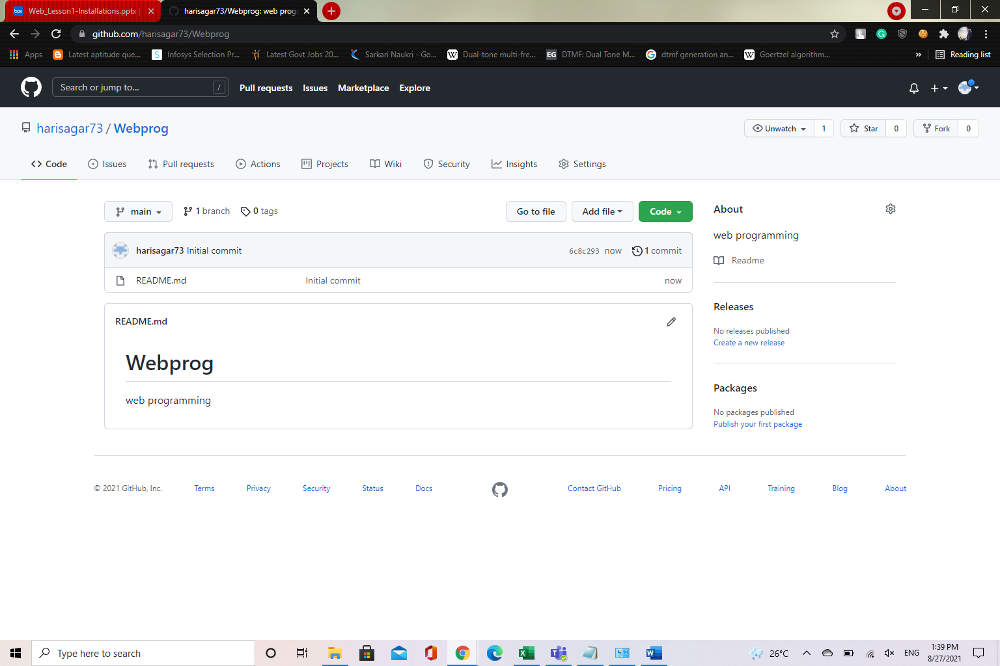 box Web_Lesson1-Installations.pptx |
harisagar73/Webprog: web prog
github.com/harisagar73/Webprog
Apps Latest aptitude que... S Infosys Selection Pr... Latest Govt Jobs 20... Sarkari Naukri - Go... W Dual-tone multi-fre... EG DTMF: Dual Tone M... G dtmf generation an... W Goertzel algorithm... » Reading list
Search or jump to... / Pull requests Issues Marketplace Explore
harisagar73 / Webprog Unwatch 1 Star 0 Fork 0
Code Issues Pull requests Actions Projects Wiki Security Insights Settings
main 1 branch 0 tags Go to file Add file Code
harisagar73 Initial commit 6c8c293 now 1 commit
README.md Initial commit now
README.md
Webprog
web programming
About
web programming
Readme
Releases
No releases published
Create a new release
Packages
No packages published
Publish your first package
© 2021 GitHub, Inc. Terms Privacy Security Status Docs Contact GitHub Pricing API Training Blog About
Type here to search
26°C ENG
1:39 PM
8/27/2021